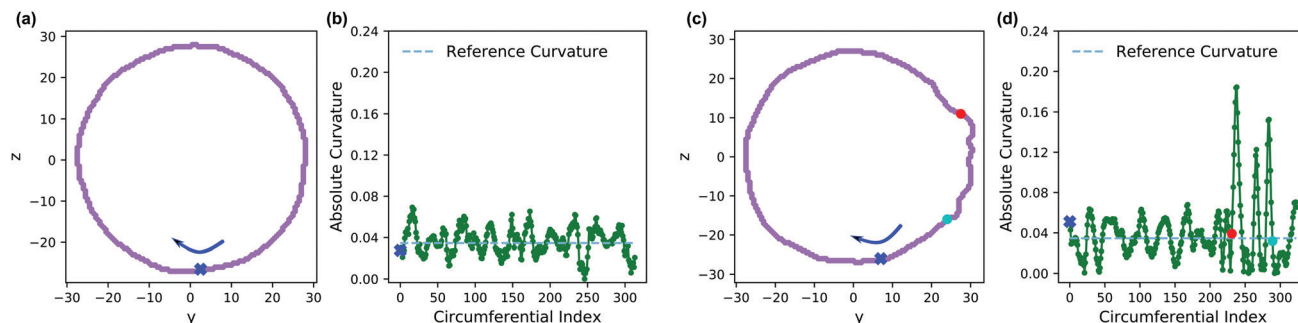 (a)
30
20
10
0
−10
−20
z
−30 −20 −10 0 10 20 30
y
(b)
0.24
0.20
0.16
0.12
0.08
0.04
0.00
Absolute Curvature
Reference Curvature
0 50 100 150 200 250 300
Circumferential Index
(c)
30
20
10
0
−10
−20
−30
z
−30 −20 −10 0 10 20 30
y
(d)
0.24
0.20
0.16
0.12
0.08
0.04
0.00
Absolute Curvature
Reference Curvature
0 50 100 150 200 250 300
Circumferential Index